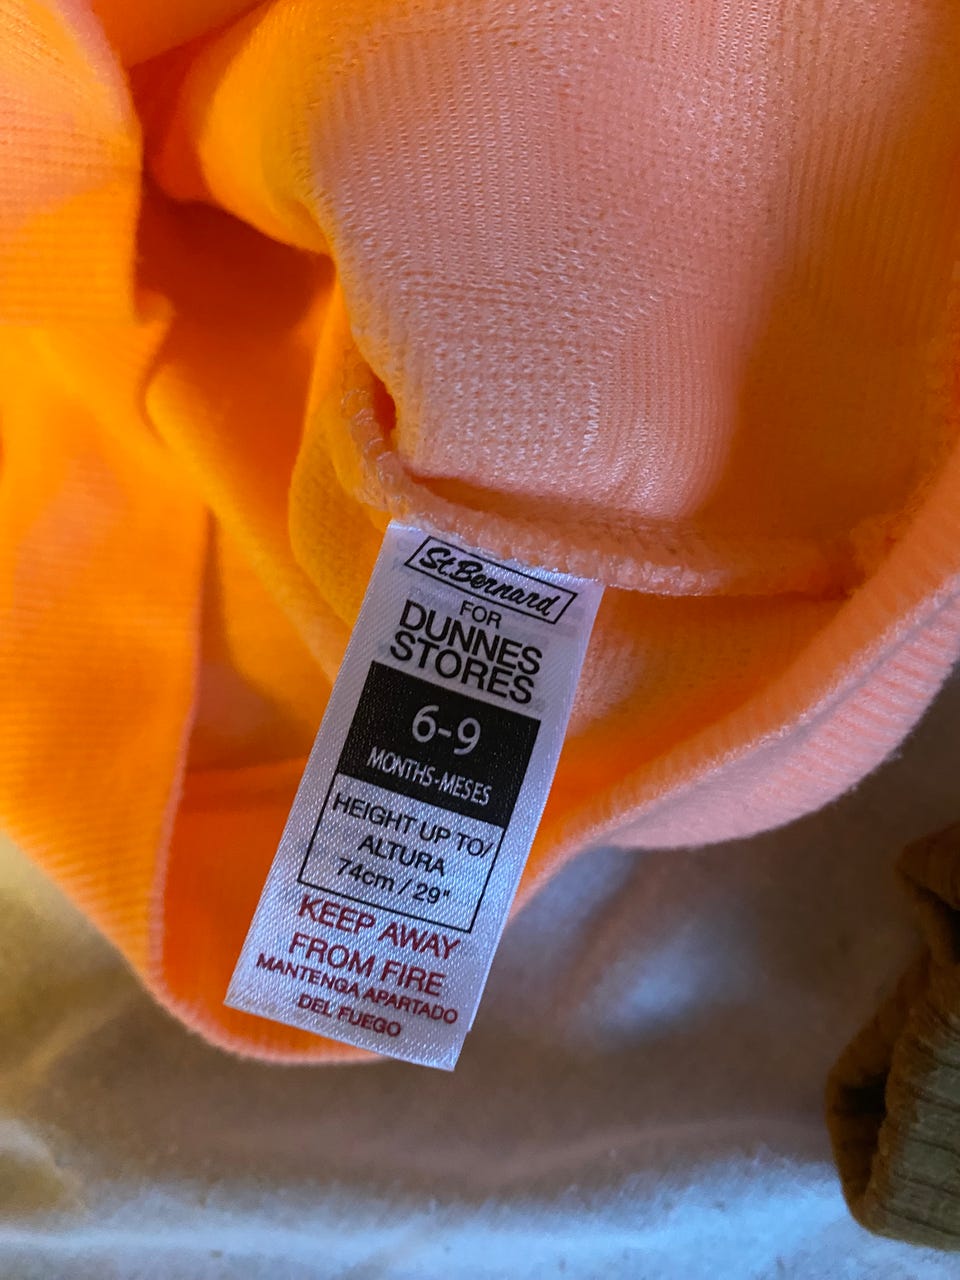 St.Bernard
FOR
DUNNES
STORES
6-9
MONTHS-MESES
HEIGHT UP TO/
ALTURA
74cm / 29"
KEEP AWAY
FROM FIRE
MANTENGA APARTADO
DEL FUEGO